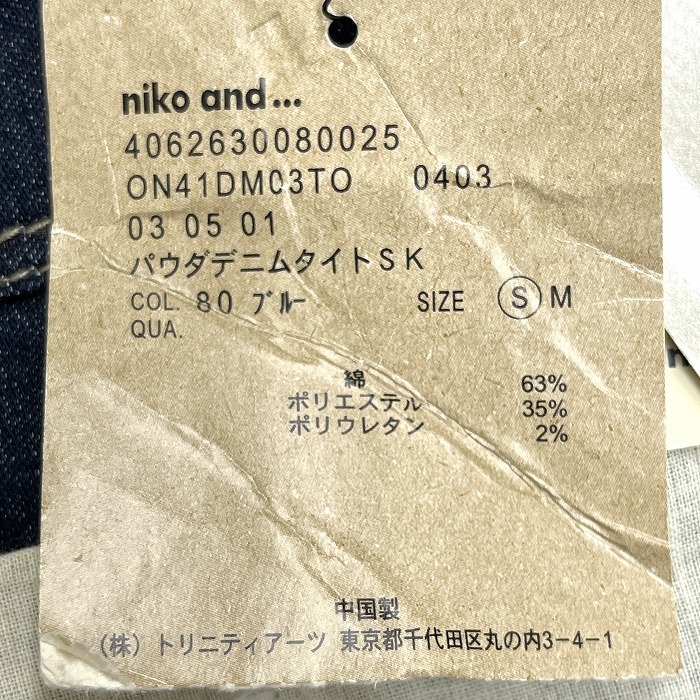 niko and...
4062630080025
ON41DM03TO 0403
03 05 01
パウダデニムタイトSK
COL. 80 ブルー SIZE S M
QUA.
綿 63%
ポリエステル 35%
ポリウレタン 2%
中国製
(株) トリニティアーツ 東京都千代田区丸の内3-4-1